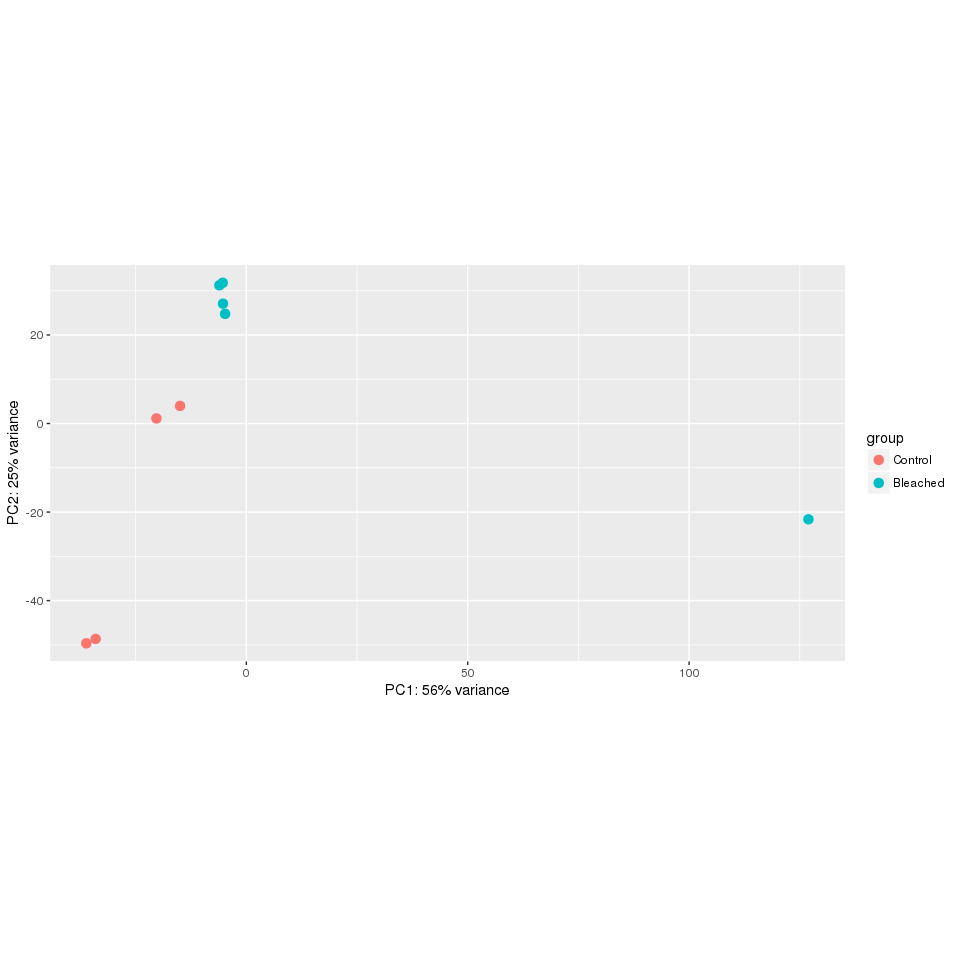 20
0
-20
-40
PC2: 25% variance
0
50
100
PC1: 56% variance
group
Control
Bleached